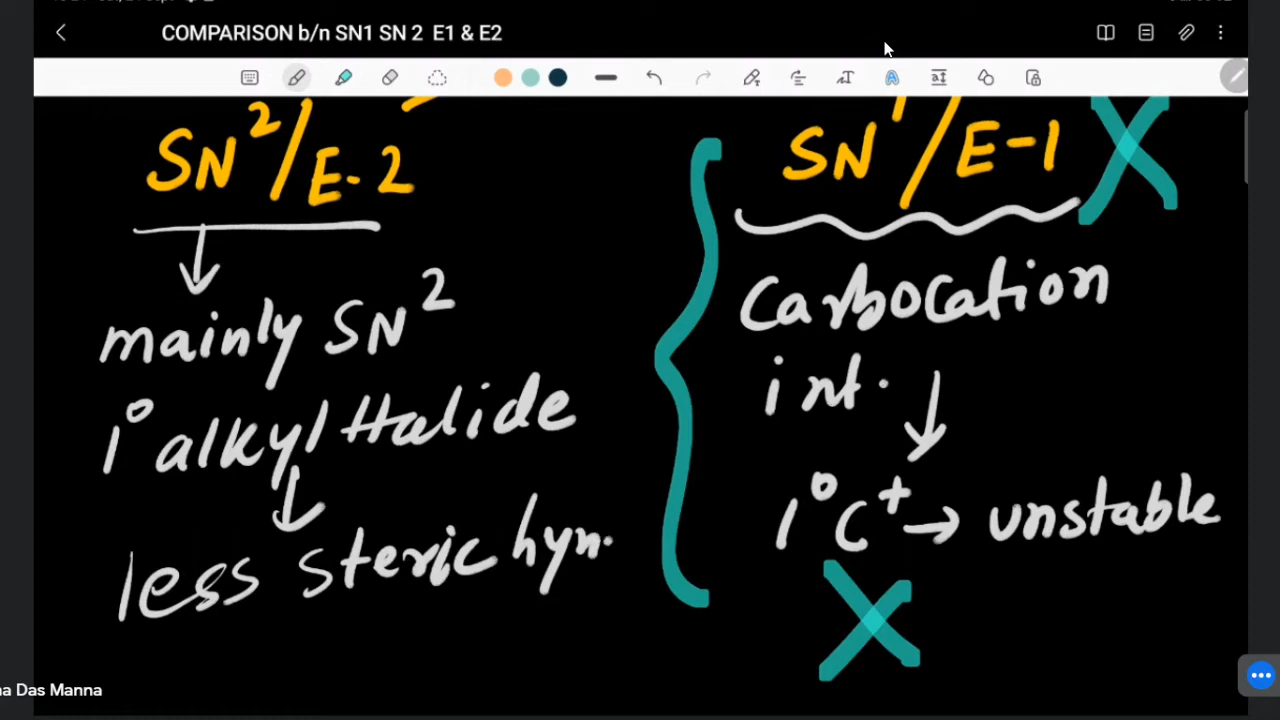 COMPARISON b/n SN1 SN 2 E1 & E2
SN²/E-2
mainly SN²
1° alkyl Halide
less steric hyn.
SN¹/E-1 X
Carbocation
int.
1° C⁺ → unstable
X
a Das Manna